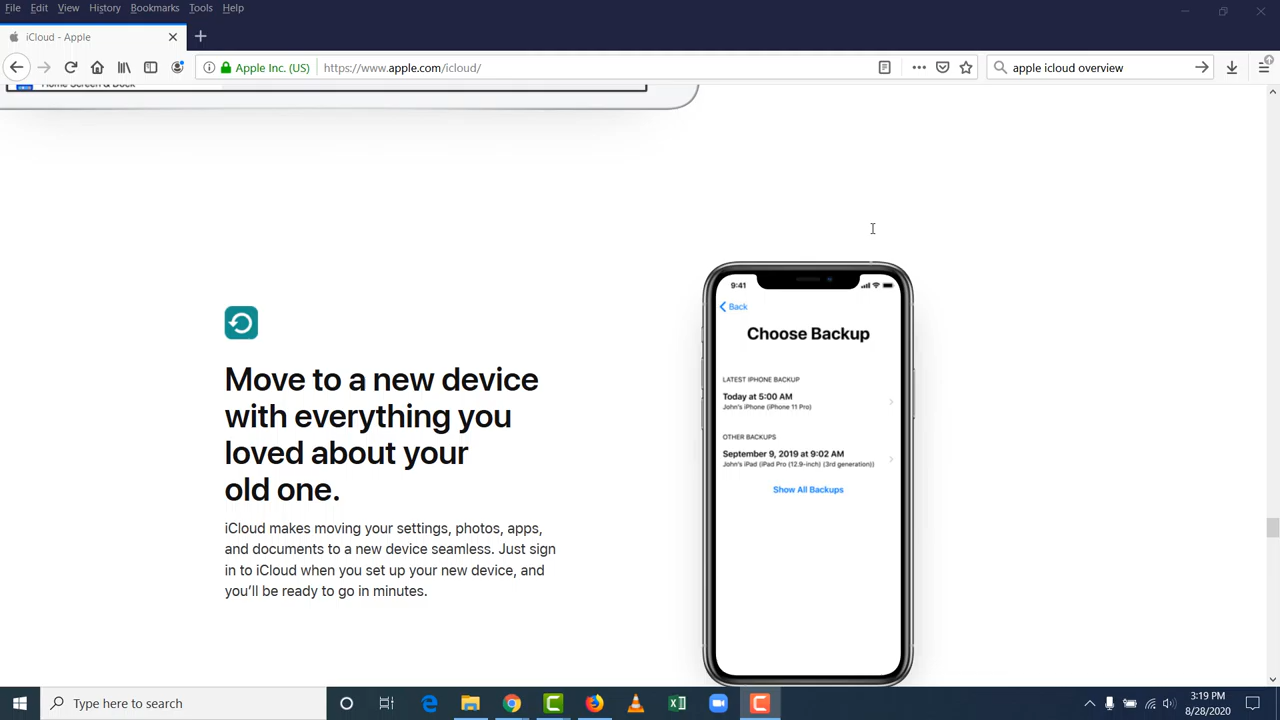 File Edit View History Bookmarks Tools Help
iCloud - Apple
Apple Inc. (US) https://www.apple.com/icloud/ apple icloud overview
Home Screen & Dock
9:41
Back
Choose Backup
LATEST IPHONE BACKUP
Today at 5:00 AM
John's iPhone (iPhone 11 Pro)
OTHER BACKUPS
September 9, 2019 at 9:02 AM
John's iPad (iPad Pro (12.9-inch) (3rd generation))
Show All Backups
Move to a new device
with everything you
loved about your
old one.
iCloud makes moving your settings, photos, apps,
and documents to a new device seamless. Just sign
in to iCloud when you set up your new device, and
you’ll be ready to go in minutes.
Type here to search
3:19 PM
8/28/2020